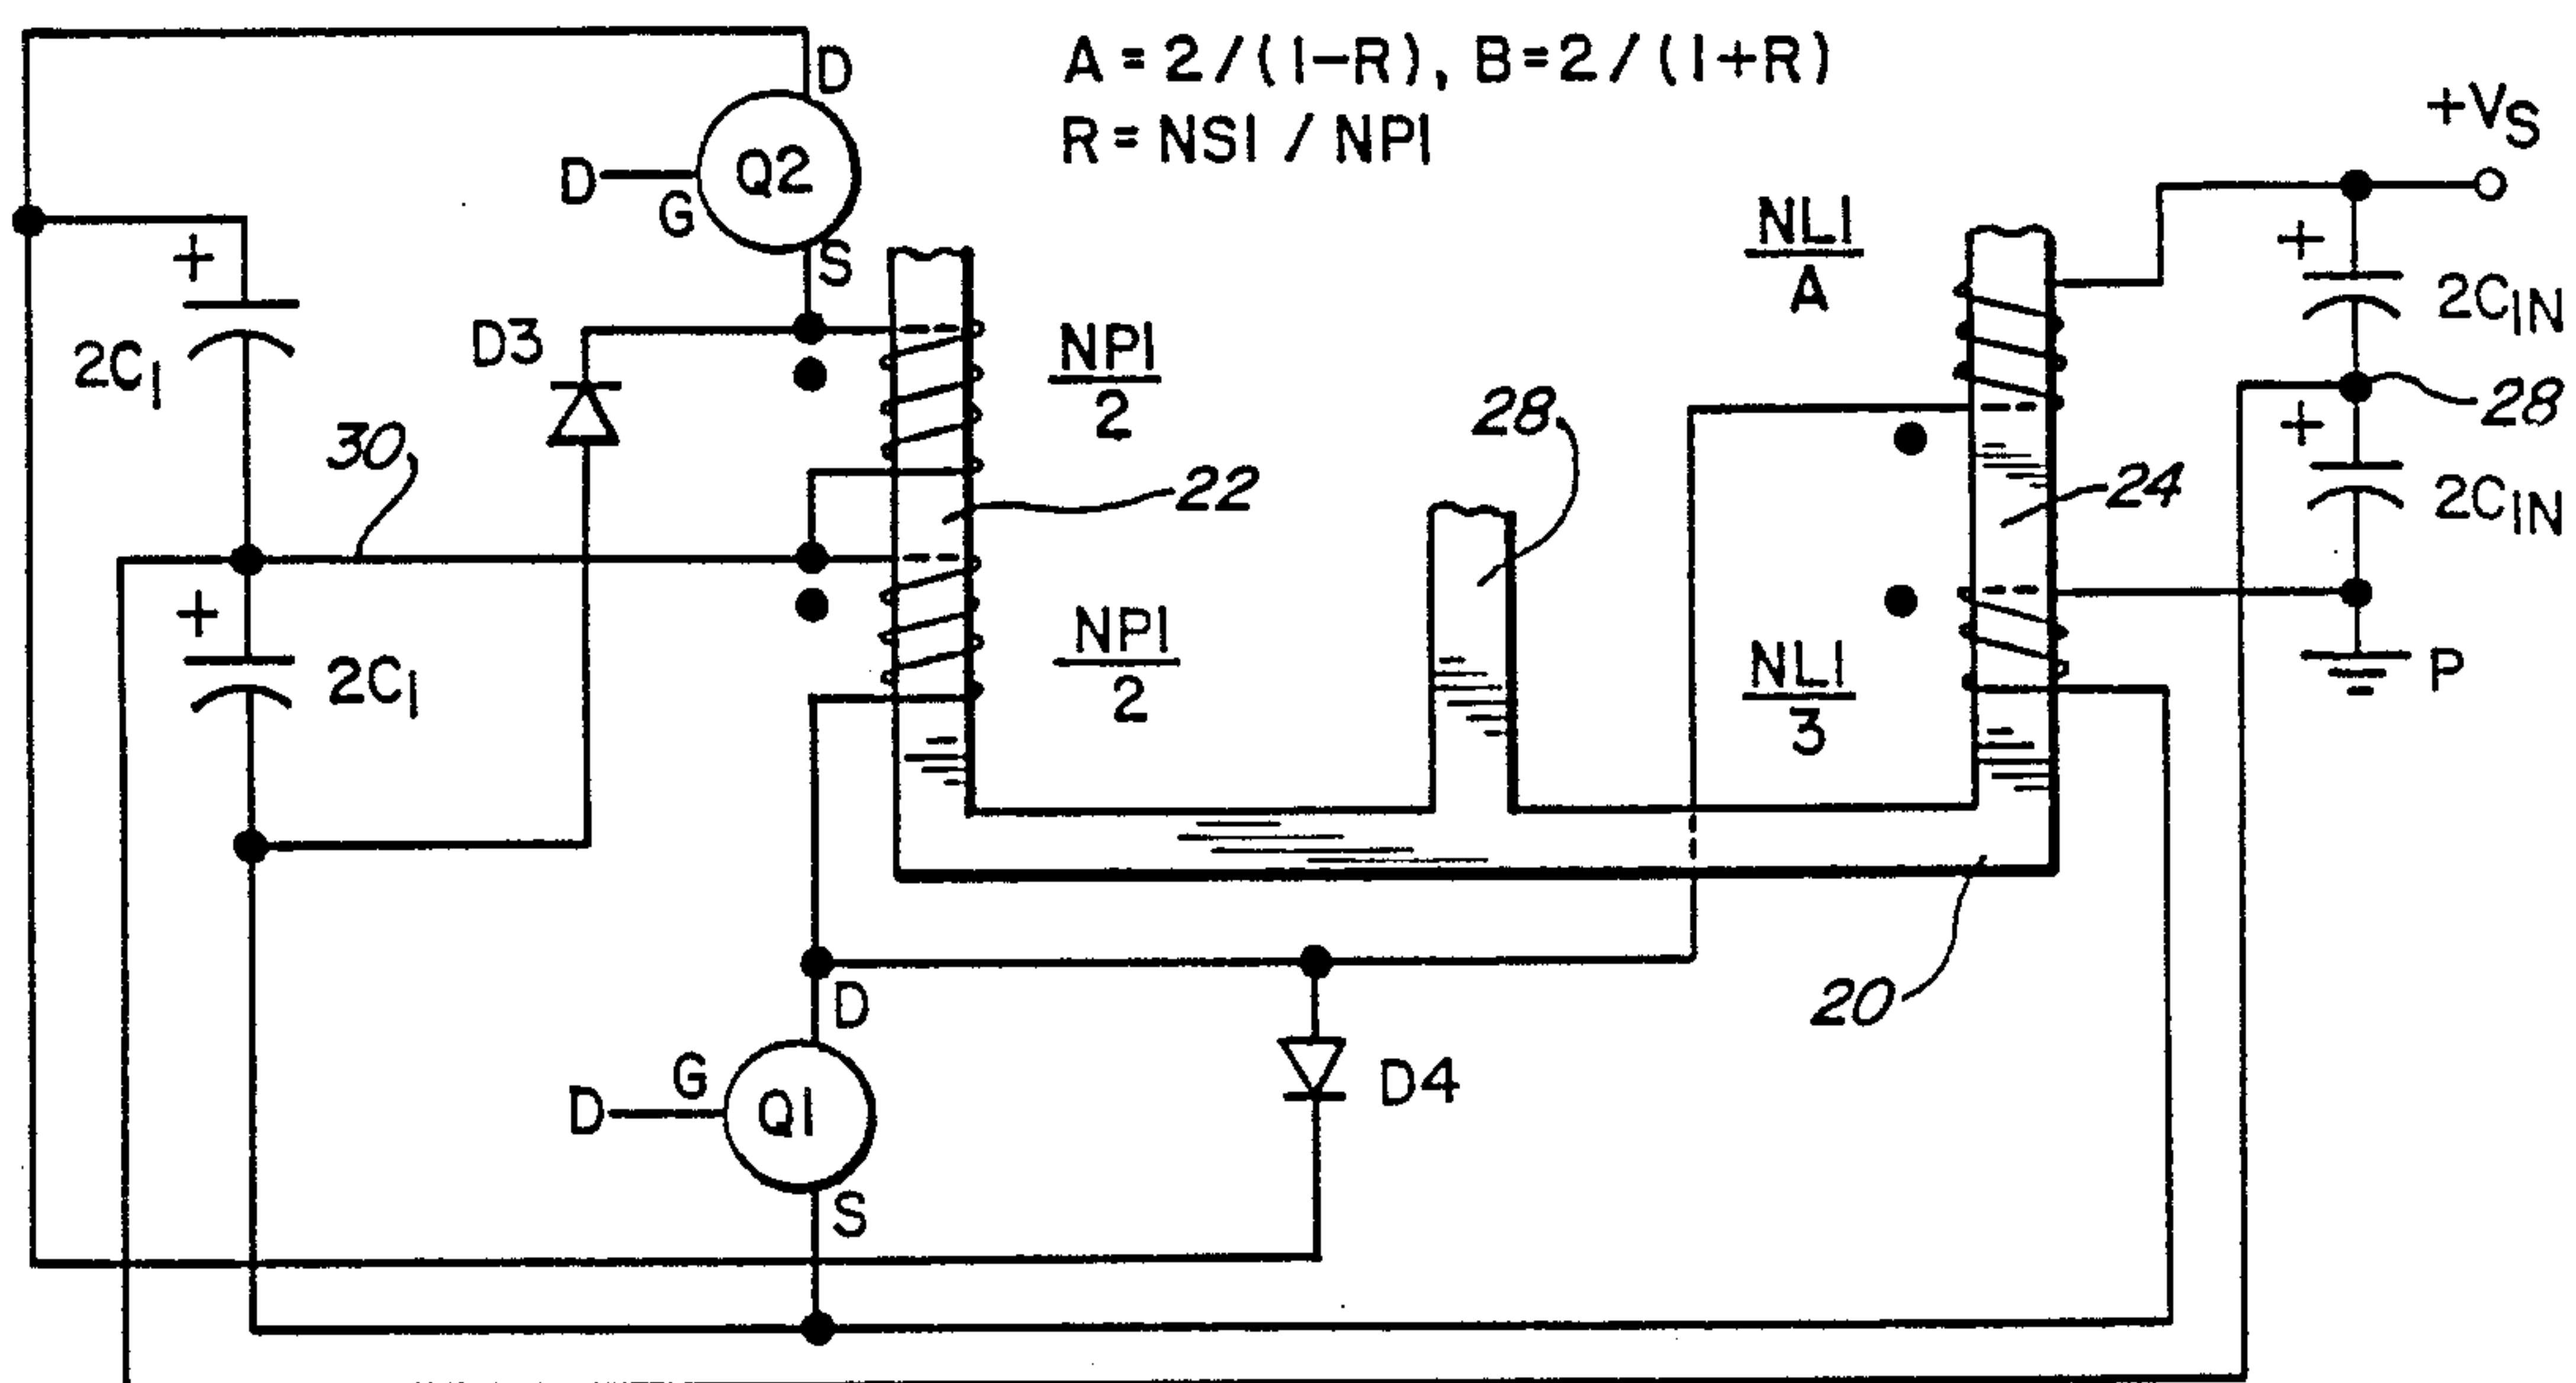 A = 2 / (1-R), B = 2 / (1+R)
R = NS1 / NP1
+VS
D
Q2
D
G
S
+
2C1
D3
NP1
2
NL1
A
+
2CIN
28
28
30
22
24
+
2CIN
+
2C1
NP1
2
NL1
3
P
20
D
G
D
Q1
S
D4